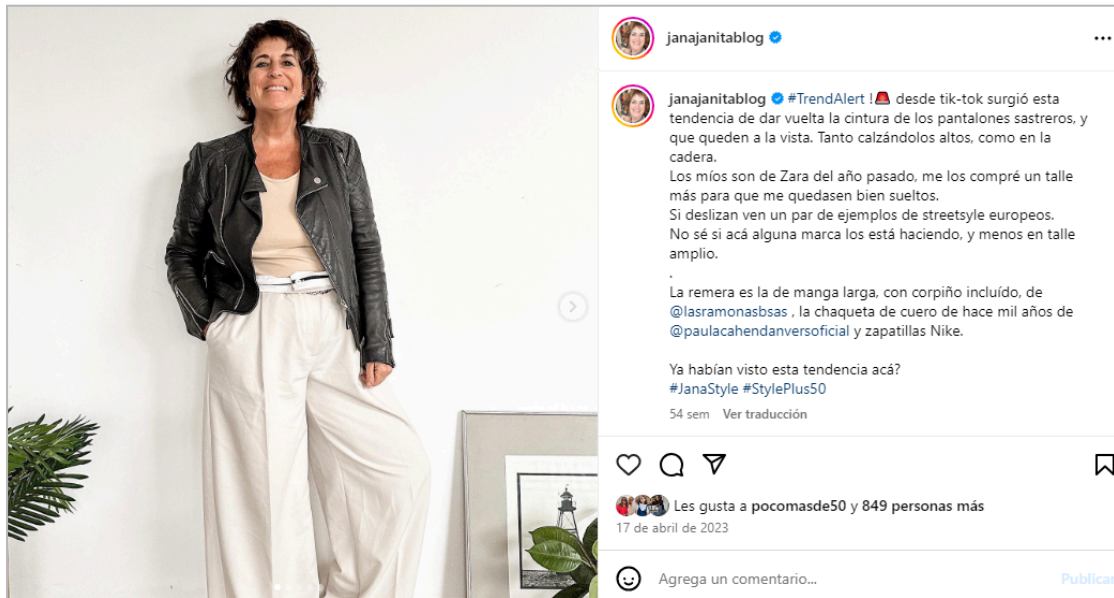 janajanitablog
janajanitablog #TrendAlert ! desde tik-tok surgió esta
tendencia de dar vuelta la cintura de los pantalones sastreros, y
que queden a la vista. Tanto calzándolos altos, como en la
cadera.
Los míos son de Zara del año pasado, me los compré un talle
más para que me quedasen bien sueltos.
Si deslizan ven un par de ejemplos de streetsyle europeos.
No sé si acá alguna marca los está haciendo, y menos en talle
amplio.
.
La remera es la de manga larga, con corpiño incluído, de
@lasramonasbsas , la chaqueta de cuero de hace mil años de
@paulacahendanversoficial y zapatillas Nike.
Ya habían visto esta tendencia acá?
#JanaStyle #StylePlus50
54 sem Ver traducción
Les gusta a pocomasde50 y 849 personas más
17 de abril de 2023
Agrega un comentario...
Publicar